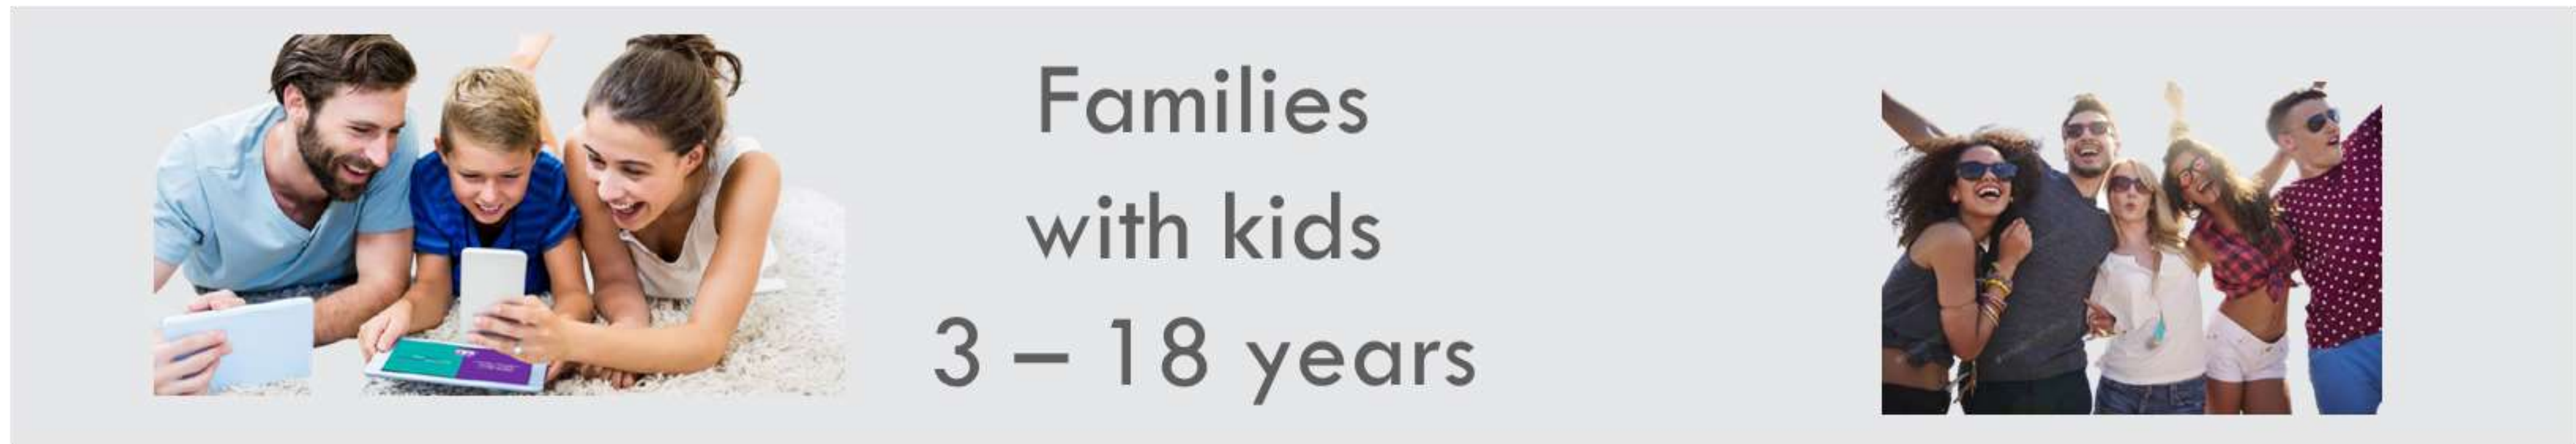 Families
with kids
3 – 18 years